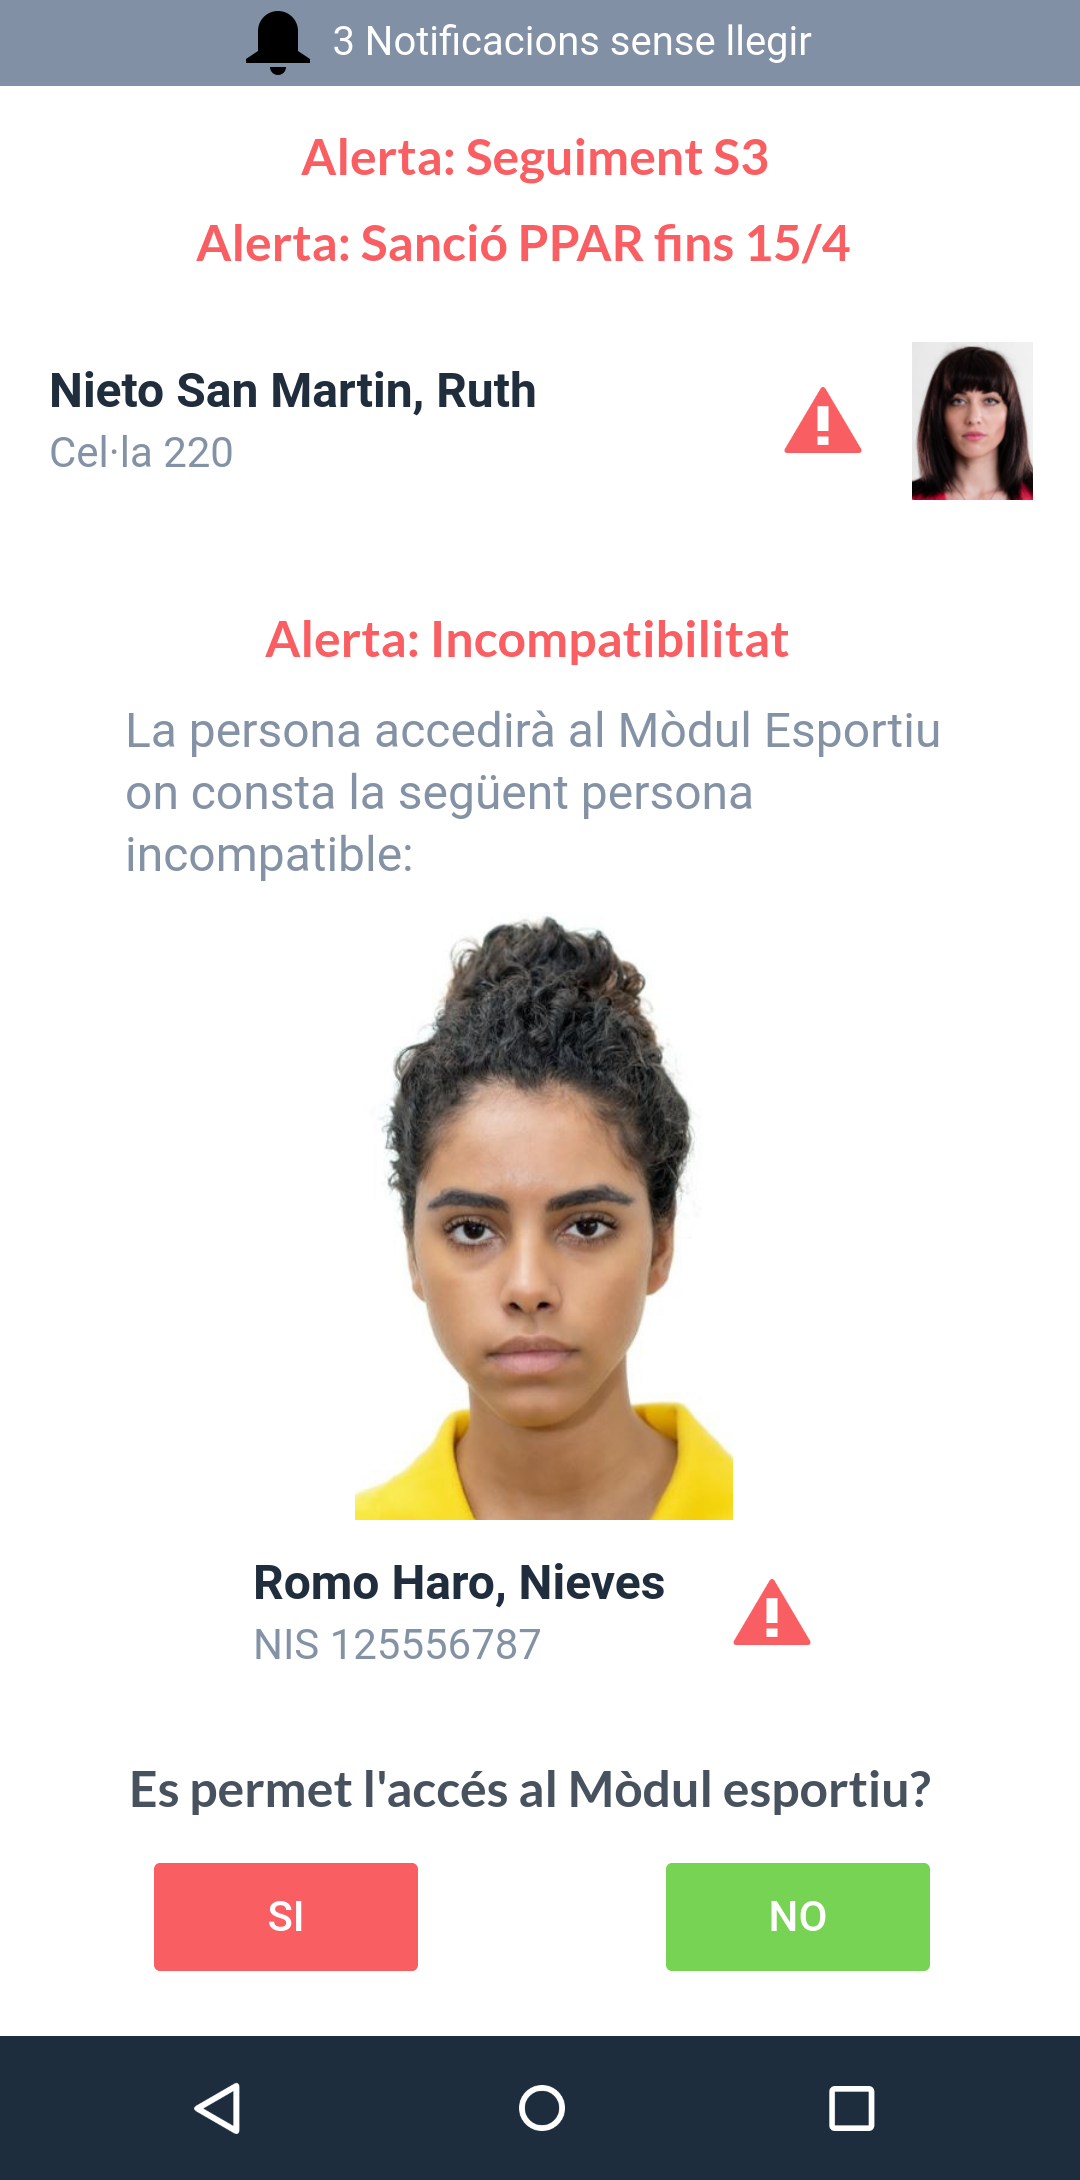 3 Notificacions sense llegir
Alerta: Seguiment S3
Alerta: Sanció PPAR fins 15/4
Nieto San Martin, Ruth
Cel·la 220
Alerta: Incompatibilitat
La persona accedirà al Mòdul Esportiu
on consta la següent persona
incompatible:
Romo Haro, Nieves
NIS 125556787
Es permet l'accés al Mòdul esportiu?
SI
NO